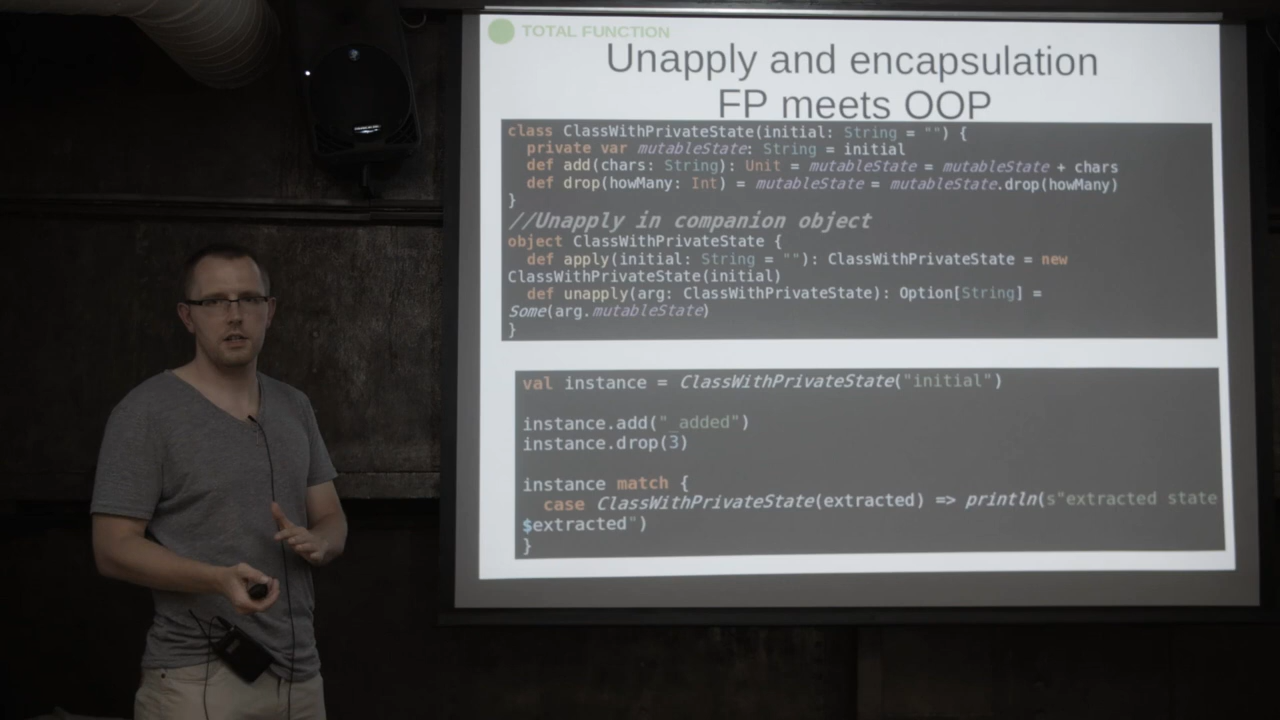 TOTAL FUNCTION
Unapply and encapsulation
FP meets OOP
class ClassWithPrivateState(initial: String = "") {
  private var mutableState: String = initial
  def add(chars: String): Unit = mutableState = mutableState + chars
  def drop(howMany: Int) = mutableState = mutableState.drop(howMany)
}
//Unapply in companion object
object ClassWithPrivateState {
  def apply(initial: String = ""): ClassWithPrivateState = new
ClassWithPrivateState(initial)
  def unapply(arg: ClassWithPrivateState): Option[String] =
Some(arg.mutableState)
}
val instance = ClassWithPrivateState("initial")
instance.add("_added")
instance.drop(3)
instance match {
  case ClassWithPrivateState(extracted) => println(s"extracted state
$extracted")
}